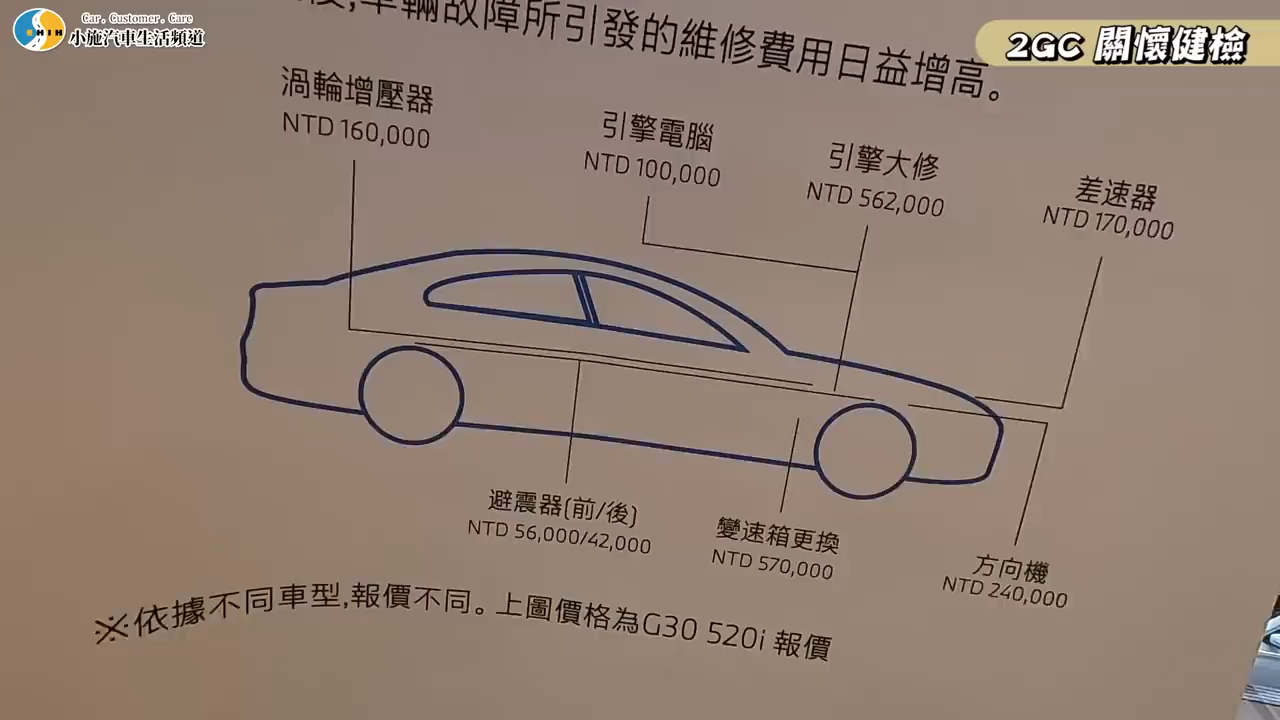 Car. Customer. Care
CHIH
小施汽車生活頻道
2GC 關懷健檢
車輛故障所引發的維修費用日益增高。
渦輪增壓器
NTD 160,000
引擎電腦
NTD 100,000
引擎大修
NTD 562,000
差速器
NTD 170,000
避震器(前/後)
NTD 56,000/42,000
變速箱更換
NTD 570,000
方向機
NTD 240,000
※依據不同車型,報價不同。上圖價格為G30 520i 報價